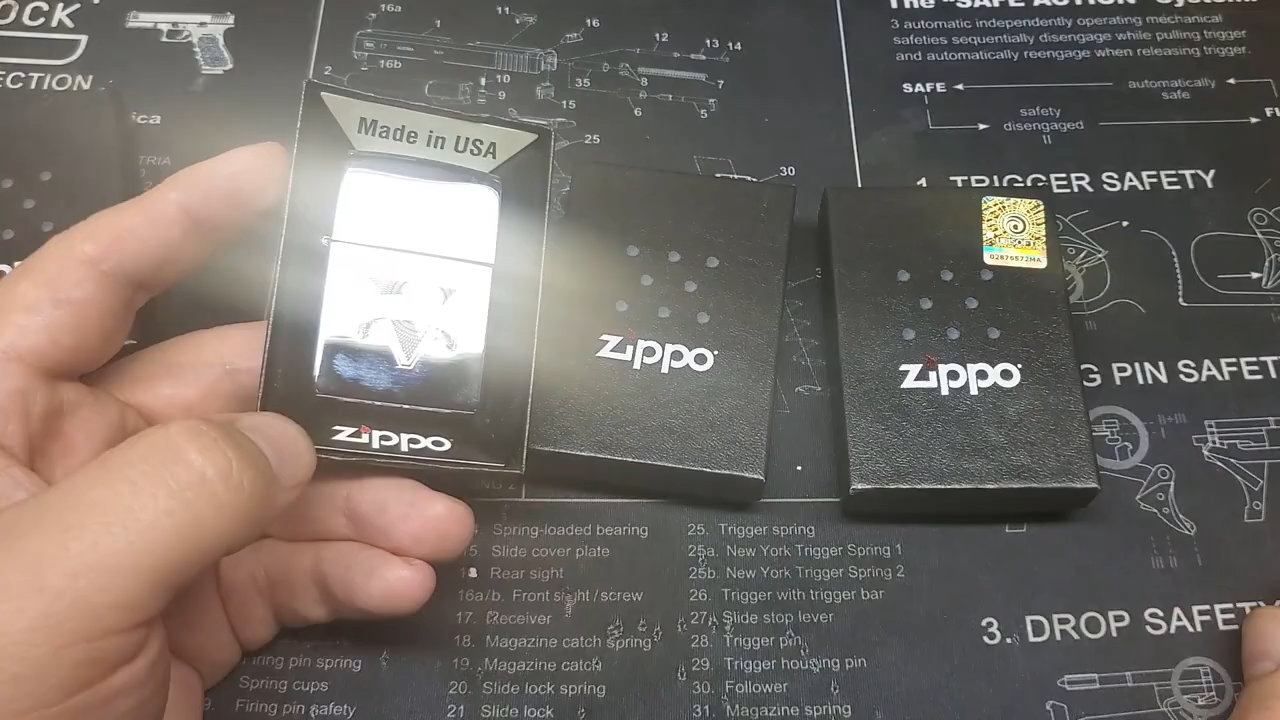 OCK
ECTION
ica
TRIA
16a
1
11
16
12
13
14
16b
2
10
9
35
8
7
15
6
5
25
30
The "SAFE ACTION" System
3 automatic independently operating mechanical
safeties sequentially disengage while pulling trigger
and automatically reengage when releasing trigger.
SAFE
automatically
safe
safety
disengaged
1. TRIGGER SAFETY
Made in USA
zippo
zippo
UBISOFT
02876572MA
zippo
G PIN SAFET
3. DROP SAFETY
Spring-loaded bearing
15. Slide cover plate
Rear sight
16a/b. Front sight/screw
17. Receiver
18. Magazine catch spring
19. Magazine catch
20. Slide lock spring
21 Slide lock
25. Trigger spring
25a. New York Trigger Spring 1
25b. New York Trigger Spring 2
26. Trigger with trigger bar
27. Slide stop lever
28. Trigger pin
29. Trigger housing pin
30. Follower
31. Magazine spring
Firing pin spring
Spring cups
9. Firing pin safety